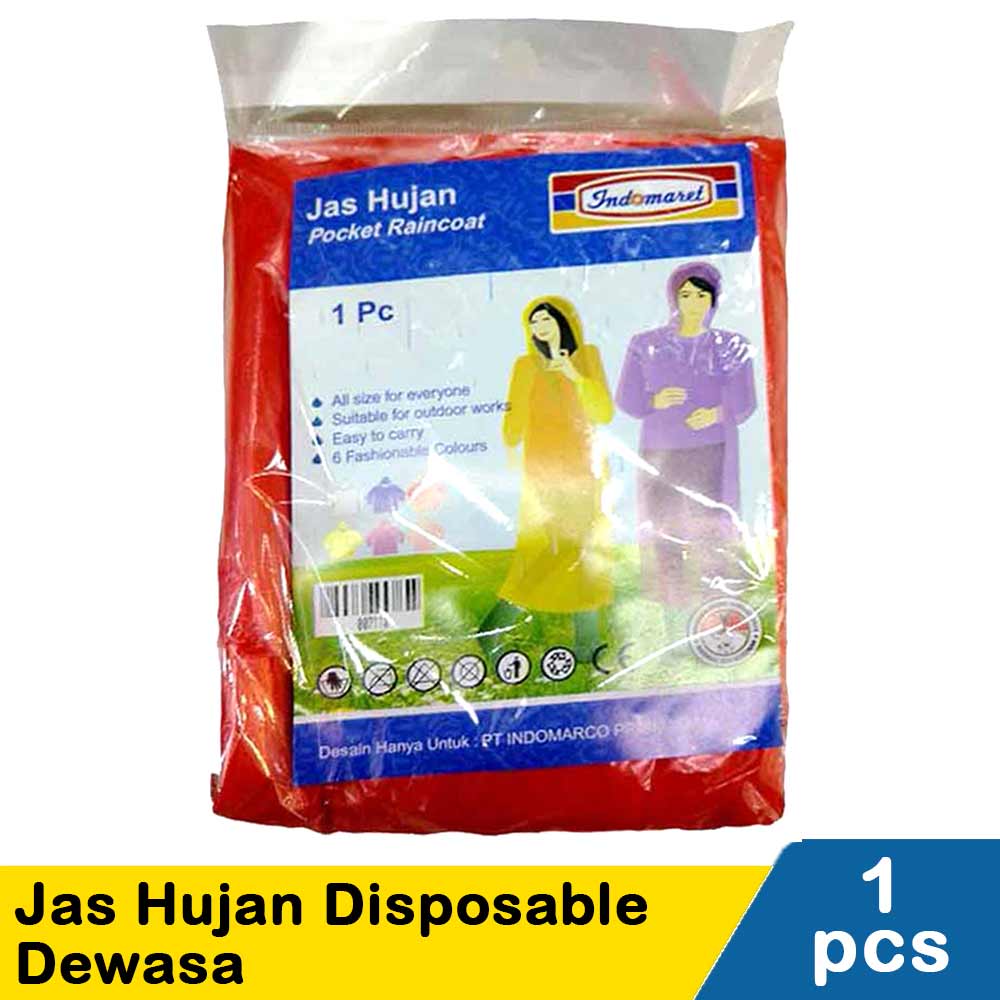 Jas Hujan
Pocket Raincoat
Indomaret
1 Pc
All size for everyone
Suitable for outdoor works
Easy to carry
6 Fashionable Colours
CE
Desain Hanya Untuk : PT INDOMARCO
Jas Hujan Disposable
Dewasa
1
pcs